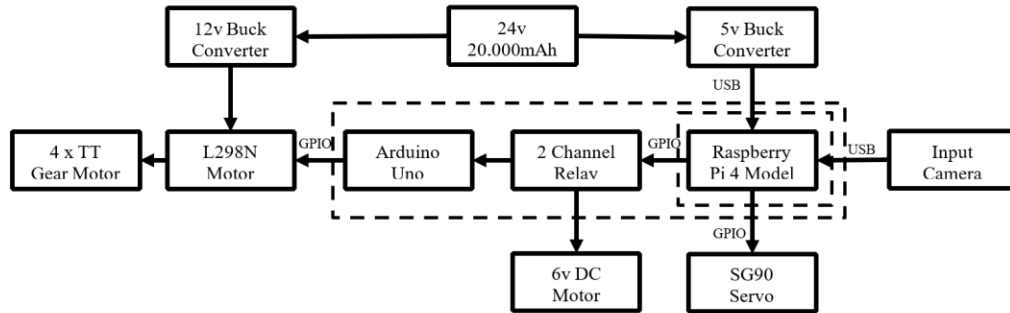 12v Buck
Converter
24v
20.000mAh
5v Buck
Converter
USB
4 x TT
Gear Motor
L298N
Motor
GPIO
Arduino
Uno
2 Channel
Relay
GPIO
Raspberry
Pi 4 Model
USB
Input
Camera
GPIO
6v DC
Motor
SG90
Servo